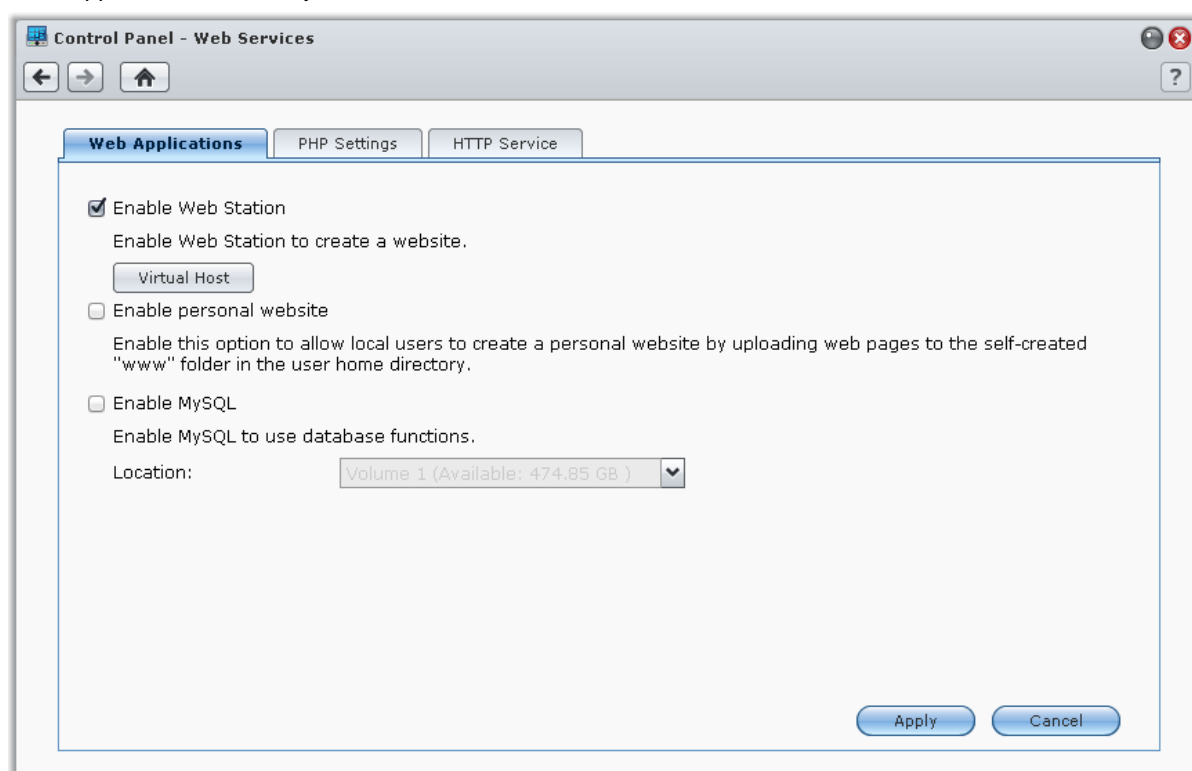 Control Panel - Web Services
?
Web Applications PHP Settings HTTP Service
Enable Web Station
Enable Web Station to create a website.
Virtual Host
Enable personal website
Enable this option to allow local users to create a personal website by uploading web pages to the self-created
"www" folder in the user home directory.
Enable MySQL
Enable MySQL to use database functions.
Location: Volume 1 (Available: 474.85 GB )
Apply Cancel